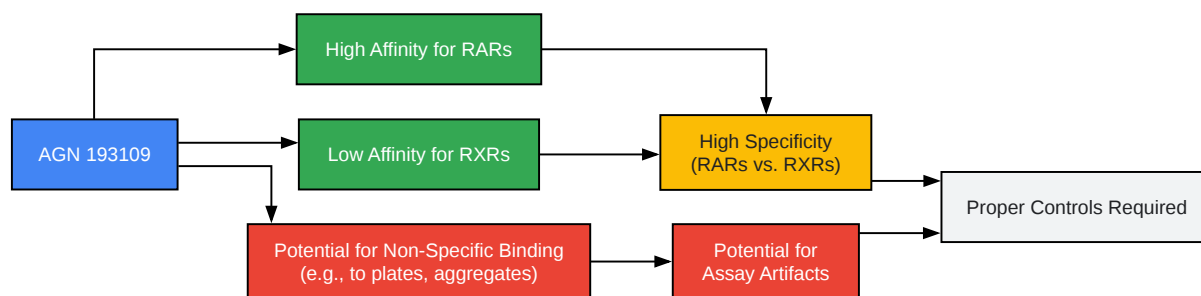 High Affinity for RARs
AGN 193109
Low Affinity for RXRs
High Specificity
(RARs vs. RXRs)
Proper Controls Required
Potential for Non-Specific Binding
(e.g., to plates, aggregates)
Potential for
Assay Artifacts